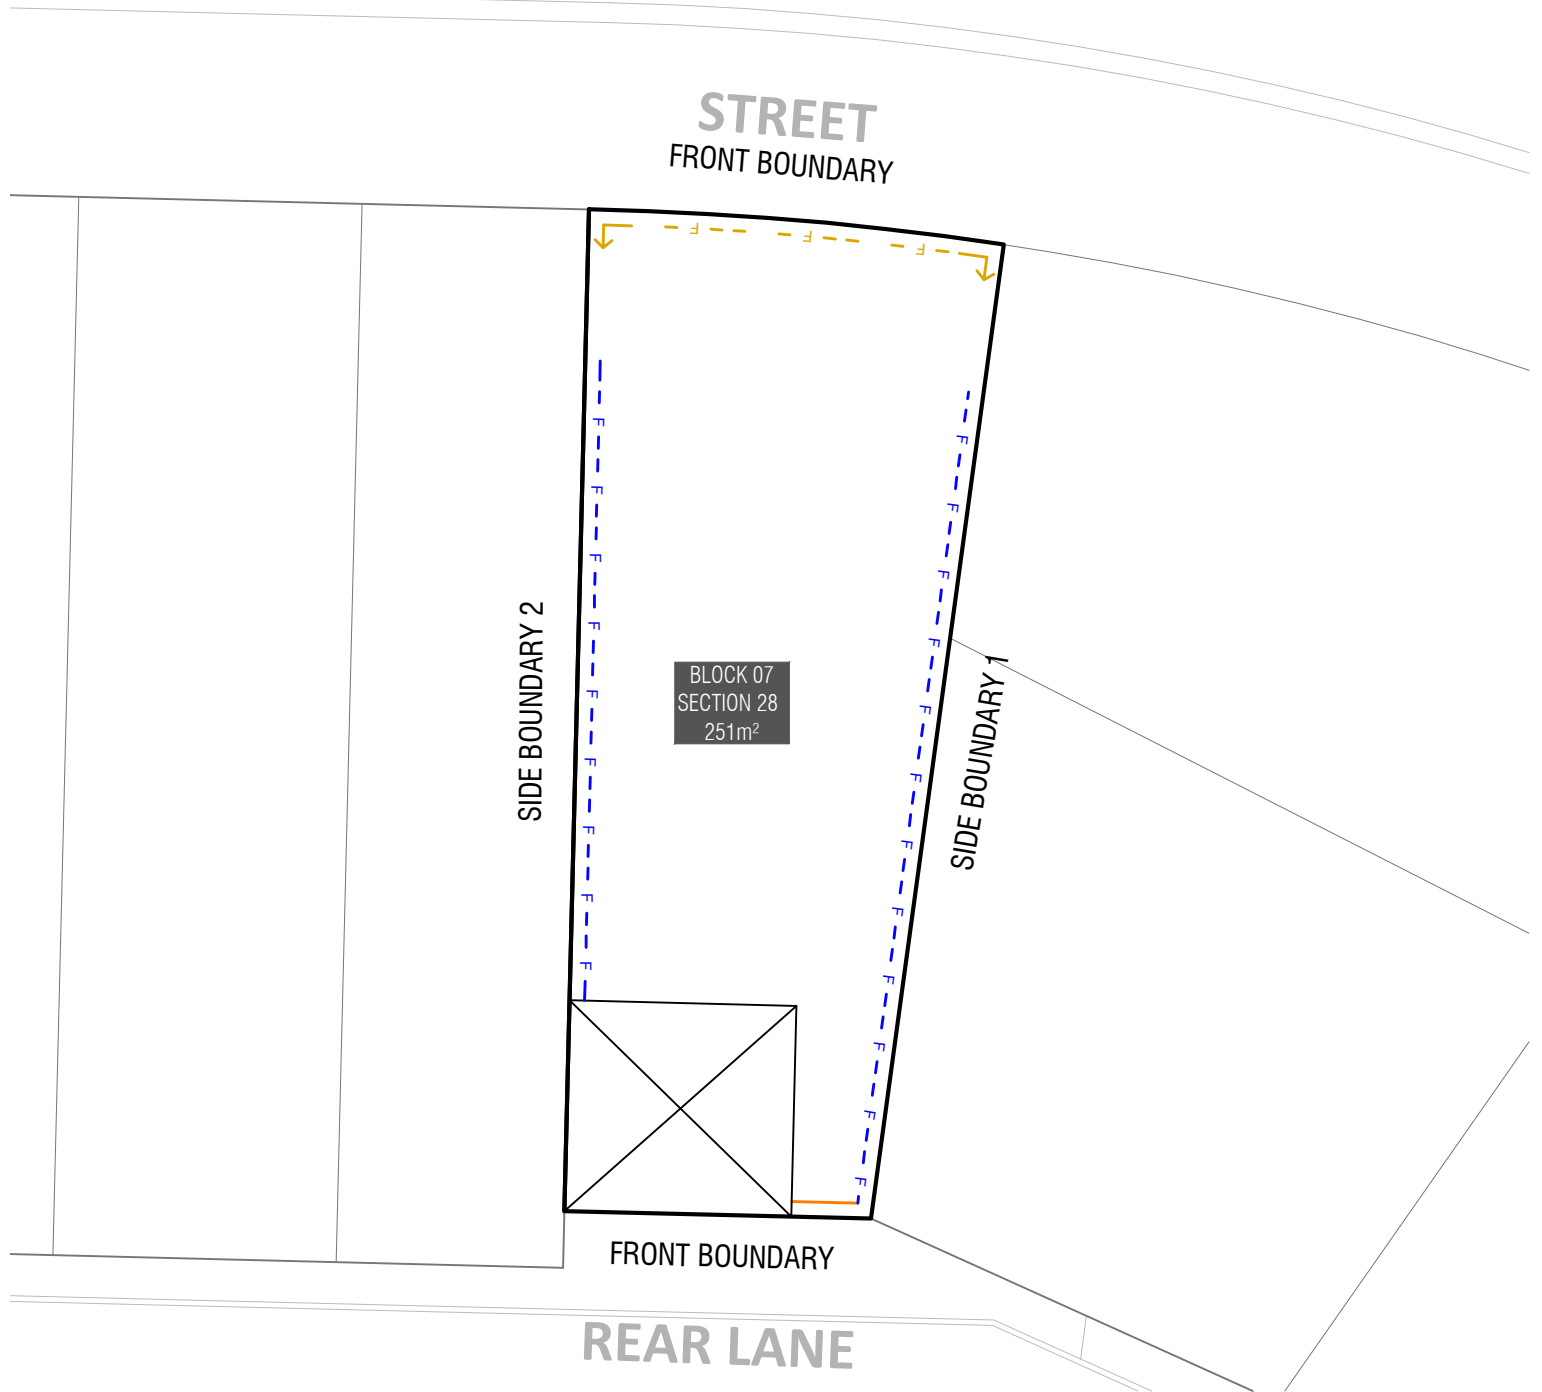 STREET
FRONT BOUNDARY
F F F
SIDE BOUNDARY 2
F F F F F F F F F
BLOCK 07
SECTION 28
251m²
F F F F F F F F F F F F
SIDE BOUNDARY 1
FRONT BOUNDARY
REAR LANE